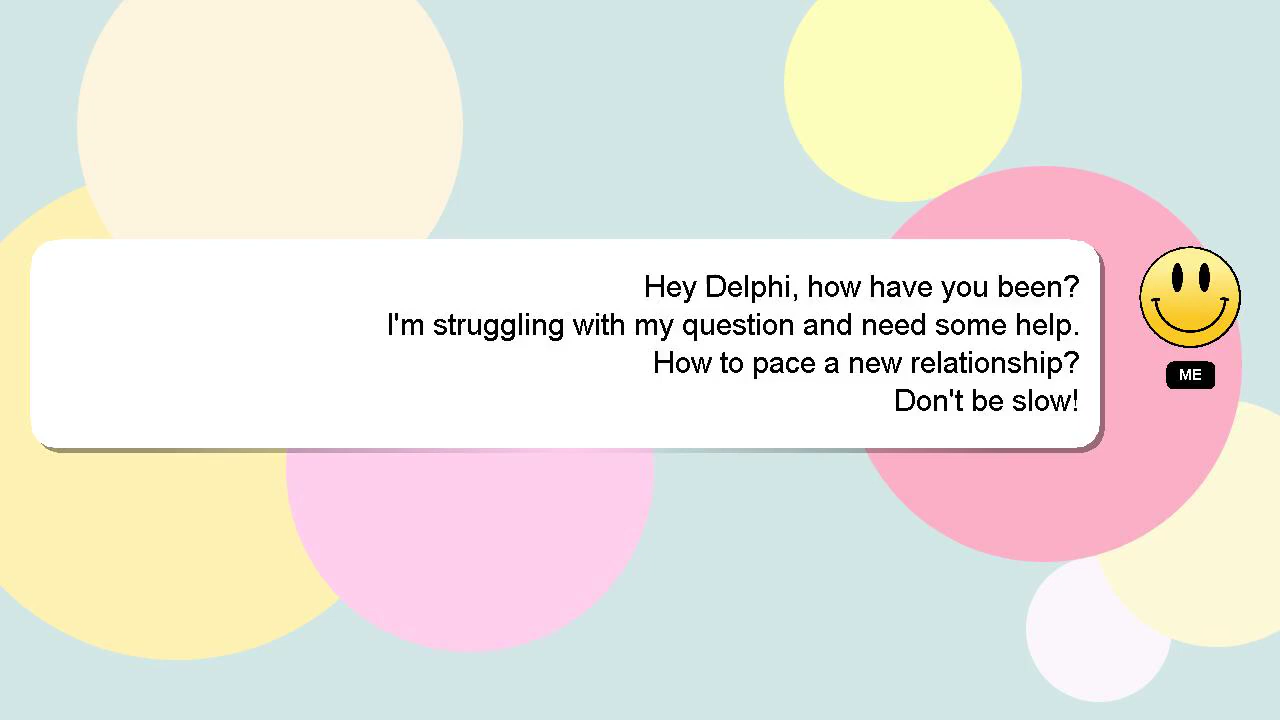 Hey Delphi, how have you been?
I'm struggling with my question and need some help.
How to pace a new relationship?
Don't be slow!
ME